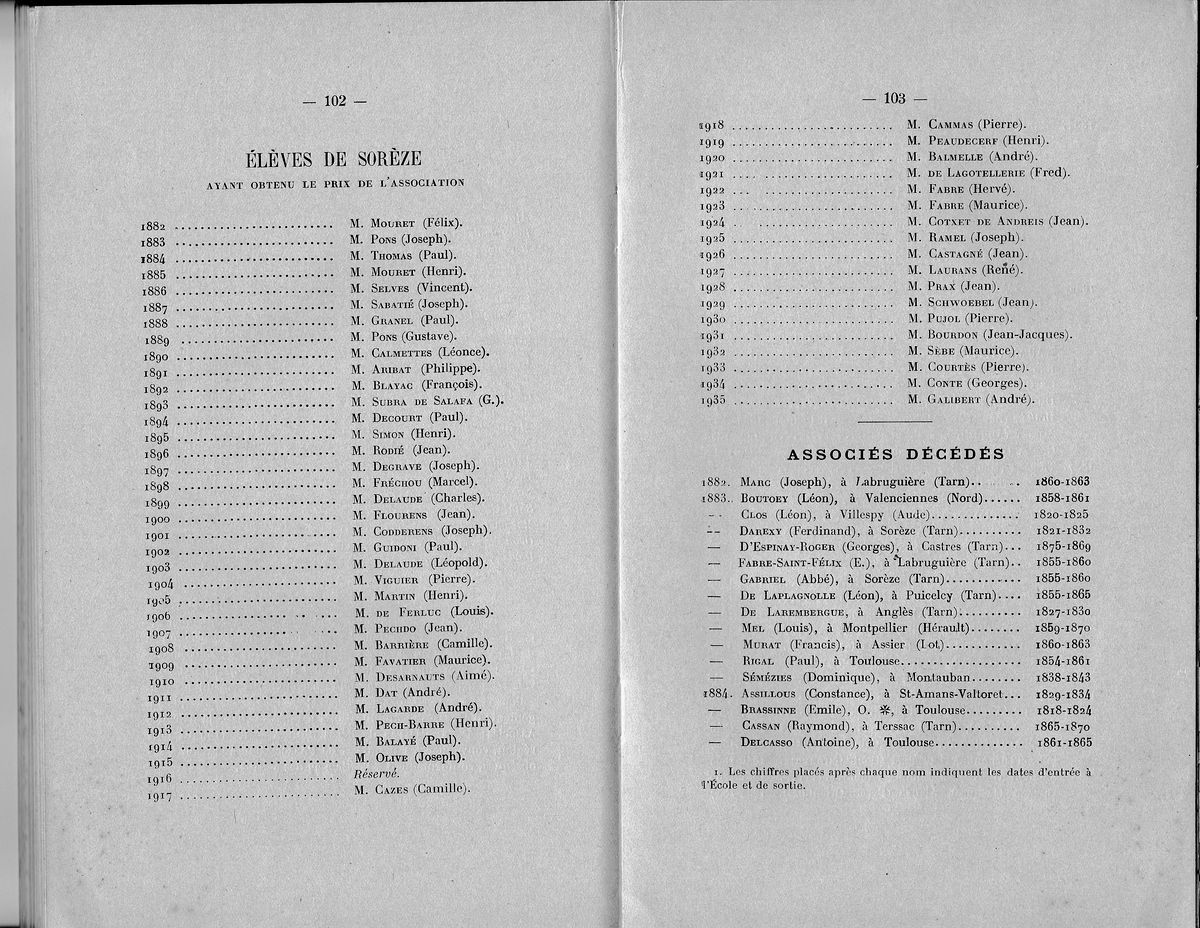 — 102 —
ÉLÈVES DE SORÈZE
AYANT OBTENU LE PRIX DE L'ASSOCIATION
1882 ......................... M. MOURET (Félix).
1883 ......................... M. PONS (Joseph).
1884 ......................... M. THOMAS (Paul).
1885 ......................... M. MOURET (Henri).
1886 ......................... M. SELVES (Vincent).
1887 ......................... M. SABATIÉ (Joseph).
1888 ......................... M. GRANEL (Paul).
1889 ......................... M. PONS (Gustave).
1890 ......................... M. CALMETTES (Léonce).
1891 ......................... M. ARIBAT (Philippe).
1892 ......................... M. BLAYAC (François).
1893 ......................... M. SUBRA DE SALAFA (G.).
1894 ......................... M. DECOURT (Paul).
1895 ......................... M. SIMON (Henri).
1896 ......................... M. RODIÉ (Jean).
1897 ......................... M. DEGRAVE (Joseph).
1898 ......................... M. FRÉCHOU (Marcel).
1899 ......................... M. DELAUDE (Charles).
1900 ......................... M. FLOURENS (Jean).
1901 ......................... M. CODDERENS (Joseph).
1902 ......................... M. GUIDONI (Paul).
1903 ......................... M. DELAUDE (Léopold).
1904 ......................... M. VIGUIER (Pierre).
1905 ......................... M. MARTIN (Henri).
1906 ......................... M. DE FERLUC (Louis).
1907 ......................... M. PECHDO (Jean).
1908 ......................... M. BARRIÈRE (Camille).
1909 ......................... M. FAVATIER (Maurice).
1910 ......................... M. DESARNAUTS (Aimé).
1911 ......................... M. DAT (André).
1912 ......................... M. LAGARDE (André).
1913 ......................... M. PECH-BARRE (Henri).
1914 ......................... M. BALAYÉ (Paul).
1915 ......................... M. OLIVE (Joseph).
1916 ......................... Réservé.
1917 ......................... M. CAZES (Camille).
— 103 —
1918 ......................... M. CAMMAS (Pierre).
1919 ......................... M. PEAUDECERF (Henri).
1920 ......................... M. BALMELLE (André).
1921 ......................... M. DE LAGOTELLERIE (Fred).
1922 ......................... M. FABRE (Hervé).
1923 ......................... M. FABRE (Maurice).
1924 ......................... M. COTXET DE ANDREIS (Jean).
1925 ......................... M. RAMEL (Joseph).
1926 ......................... M. CASTAGNÉ (Jean).
1927 ......................... M. LAURANS (René).
1928 ......................... M. PRAX (Jean).
1929 ......................... M. SCHWOEBEL (Jean).
1930 ......................... M. PUJOL (Pierre).
1931 ......................... M. BOURDON (Jean-Jacques).
1932 ......................... M. SÈBE (Maurice).
1933 ......................... M. COURTÈS (Pierre).
1934 ......................... M. CONTE (Georges).
1935 ......................... M. GALIBERT (André).
ASSOCIÉS DÉCÉDÉS
1882. MARC (Joseph), à Labruguière (Tarn).. .. 1860-1863
1883. BOUTOEY (Léon), à Valenciennes (Nord)...... 1858-1861
— CLOS (Léon), à Villespy (Aude).............. 1820-1825
— DAREXY (Ferdinand), à Sorèze (Tarn).......... 1821-1832
— D'ESPINAY-ROGER (Georges), à Castres (Tarn)... 1875-1869
— FABRE-SAINT-FÉLIX (E.), à Labruguière (Tarn).. 1855-1860
— GABRIEL (Abbé), à Sorèze (Tarn)............ 1855-1860
— DE LAPLAGNOLLE (Léon), à Puicelcy (Tarn).... 1855-1865
— DE LAREMBERGUE, à Anglès (Tarn).......... 1827-1830
— MEL (Louis), à Montpellier (Hérault)........ 1859-1870
— MURAT (Francis), à Assier (Lot)............ 1860-1863
— RIGAL (Paul), à Toulouse.................. 1854-1861
— SÉMÉZIES (Dominique), à Montauban........ 1838-1843
1884. ASSILLOUS (Constance), à St-Amans-Valtoret... 1829-1834
— BRASSINNE (Emile), O. ✻, à Toulouse......... 1818-1824
— CASSAN (Raymond), à Terssac (Tarn)......... 1865-1870
— DELCASSO (Antoine), à Toulouse.............. 1861-1865
1. Les chiffres placés après chaque nom indiquent les dates d'entrée à
l'École et de sortie.